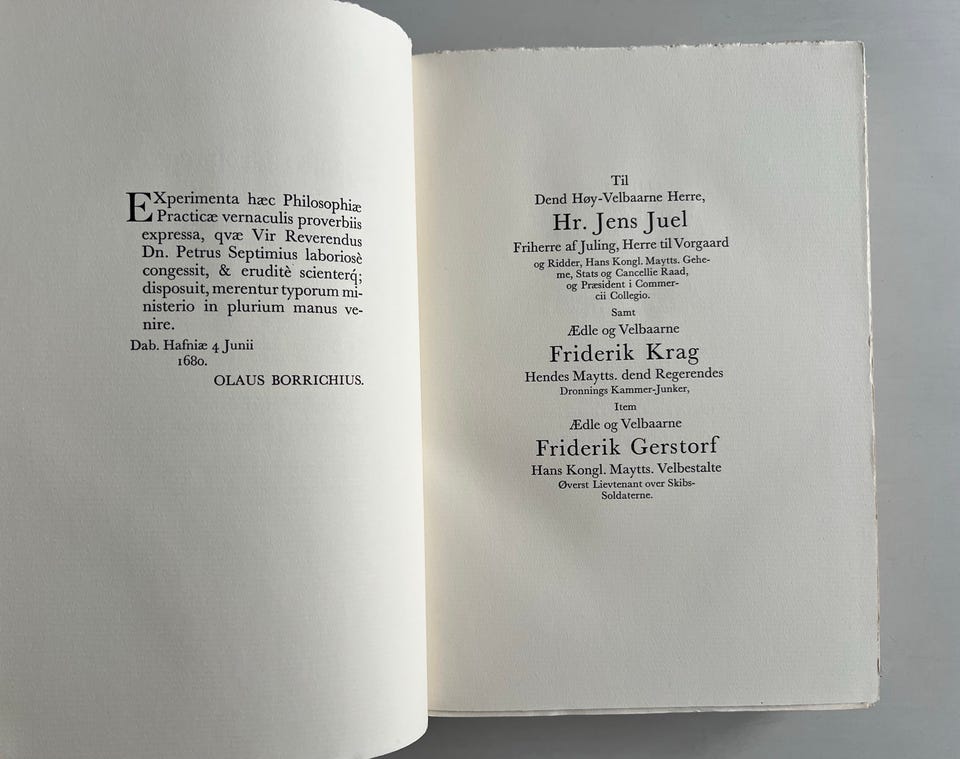 EXperimenta hæc Philosophiæ
Practicæ vernaculis proverbiis
expressa, qvæ Vir Reverendus
Dn. Petrus Septimius laboriosè
congessit, & eruditè scienterq́;
disposuit, merentur typorum mi-
nisterio in plurium manus ve-
nire.
Dab. Hafniæ 4 Junii
1680.
OLAUS BORRICHIUS.
Til
Dend Høy-Velbaarne Herre,
Hr. Jens Juel
Friherre af Juling, Herre til Vorgaard
og Ridder, Hans Kongl. Maytts. Gehe-
me, Stats og Cancellie Raad,
og Præsident i Commer-
cii Collegio.
Samt
Ædle og Velbaarne
Friderik Krag
Hendes Maytts. dend Regerendes
Dronnings Kammer-Junker,
Item
Ædle og Velbaarne
Friderik Gerstorf
Hans Kongl. Maytts. Velbestalte
Øverst Lievtenant over Skibs-
Soldaterne.